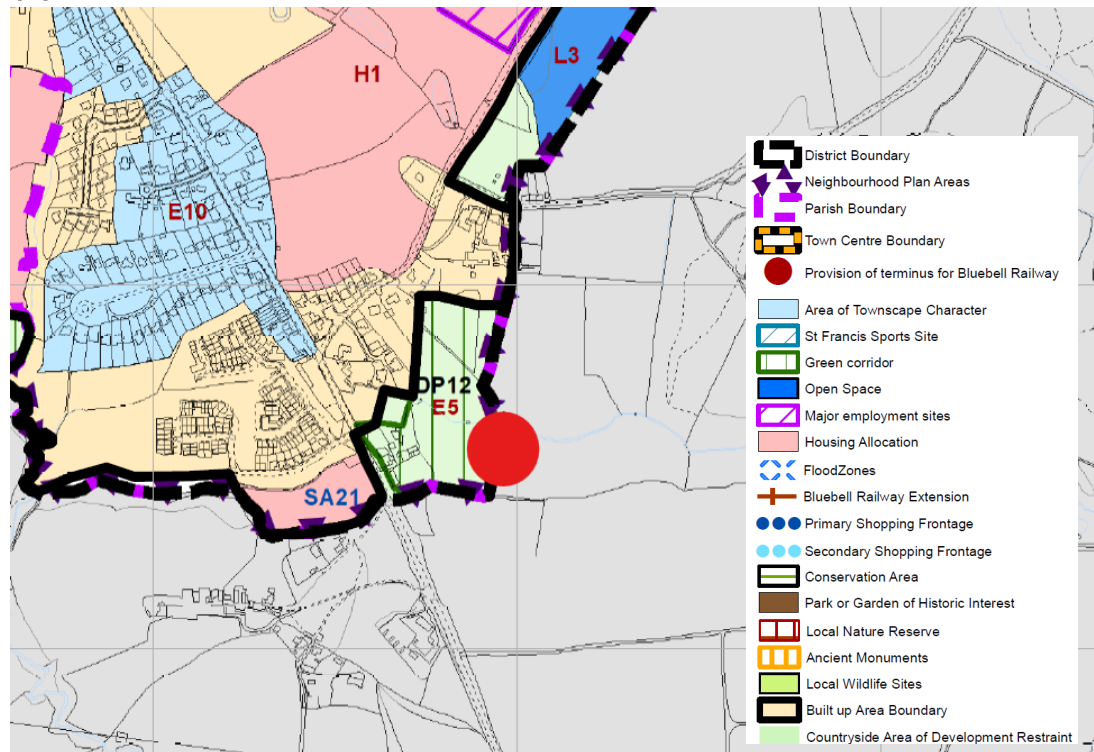 L3
H1
E10
DP12
E5
SA21
District Boundary
Neighbourhood Plan Areas
Parish Boundary
Town Centre Boundary
Provision of terminus for Bluebell Railway
Area of Townscape Character
St Francis Sports Site
Green corridor
Open Space
Major employment sites
Housing Allocation
FloodZones
Bluebell Railway Extension
Primary Shopping Frontage
Secondary Shopping Frontage
Conservation Area
Park or Garden of Historic Interest
Local Nature Reserve
Ancient Monuments
Local Wildlife Sites
Built up Area Boundary
Countryside Area of Development Restraint